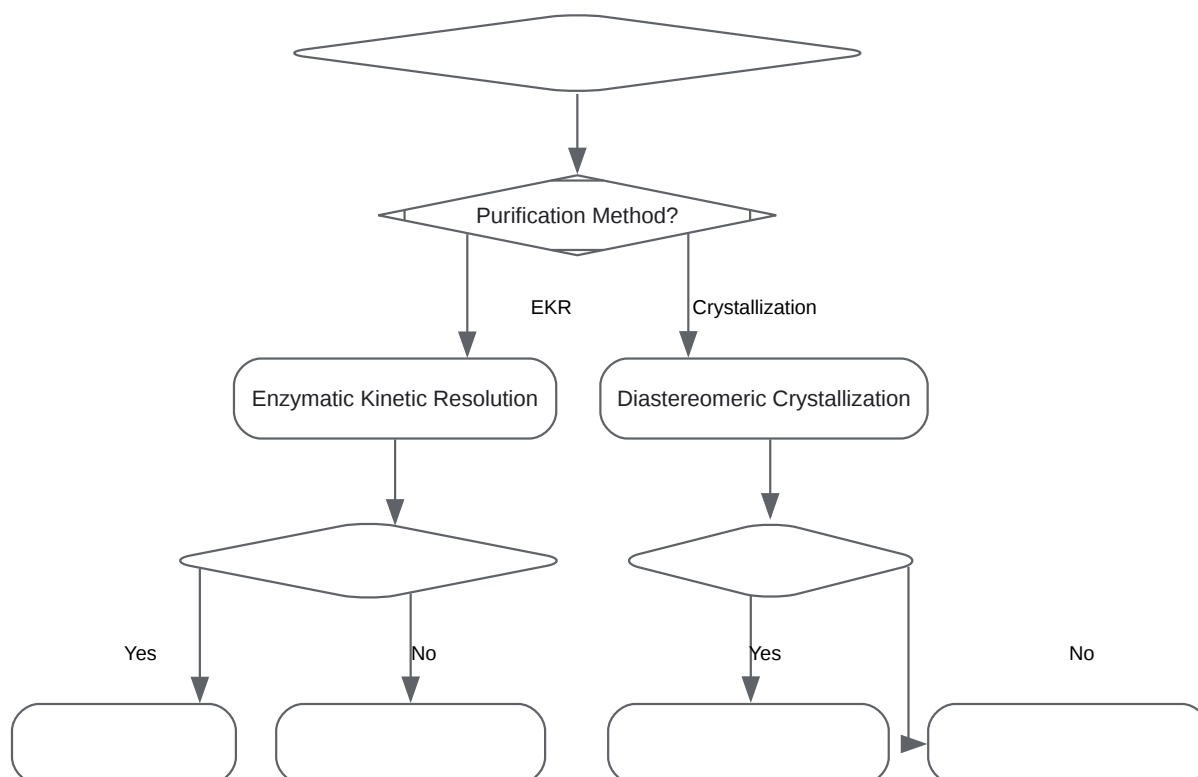 Purification Method?
EKR
Crystallization
Enzymatic Kinetic Resolution
Diastereomeric Crystallization
Yes
No
Yes
No